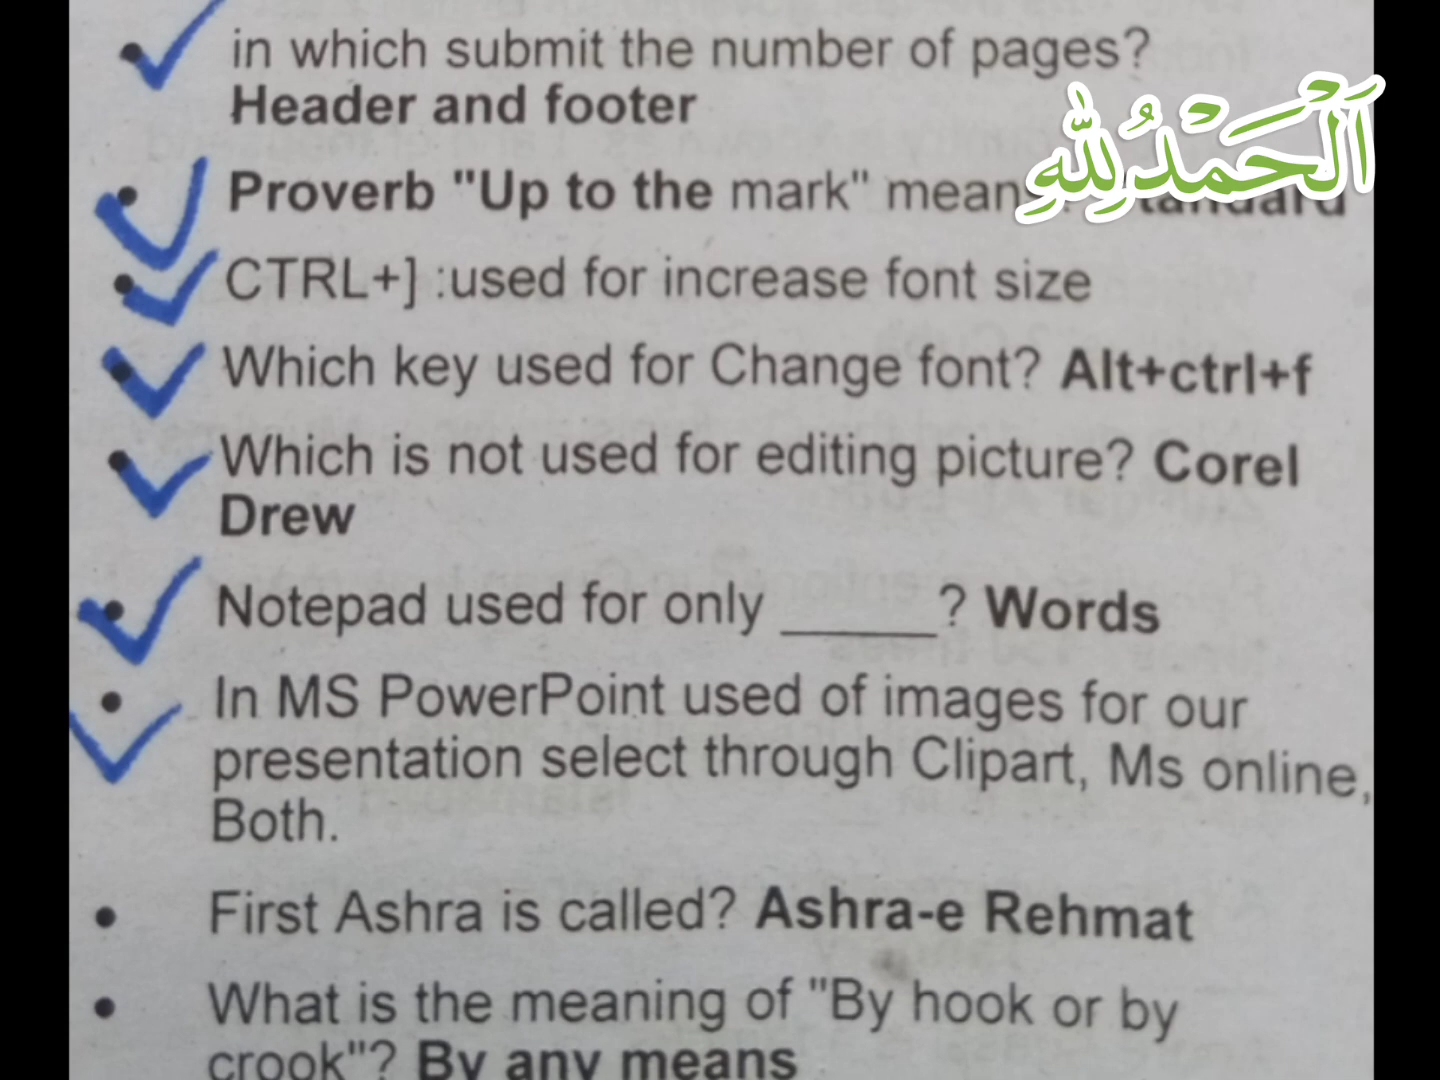 in which submit the number of pages?
Header and footer
اَلْحَمْدُلِلّٰهِ
Proverb "Up to the mark" mean
CTRL+] :used for increase font size
Which key used for Change font? Alt+ctrl+f
Which is not used for editing picture? Corel
Drew
Notepad used for only ______? Words
In MS PowerPoint used of images for our
presentation select through Clipart, Ms online,
Both.
First Ashra is called? Ashra-e Rehmat
What is the meaning of "By hook or by
crook"? By any means